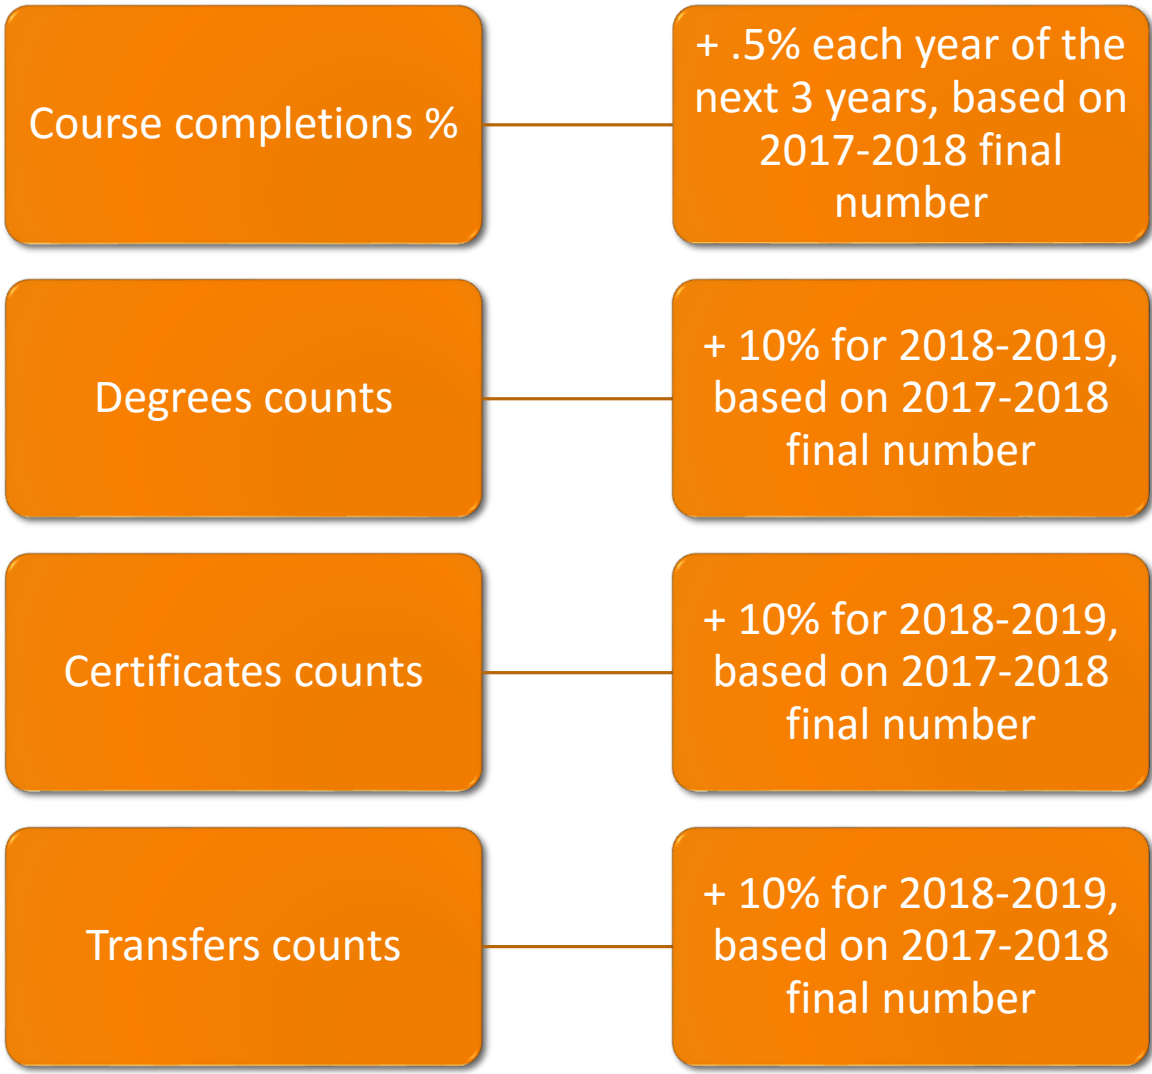 Course completions %
+ .5% each year of the
next 3 years, based on
2017-2018 final
number
Degrees counts
+ 10% for 2018-2019,
based on 2017-2018
final number
Certificates counts
+ 10% for 2018-2019,
based on 2017-2018
final number
Transfers counts
+ 10% for 2018-2019,
based on 2017-2018
final number